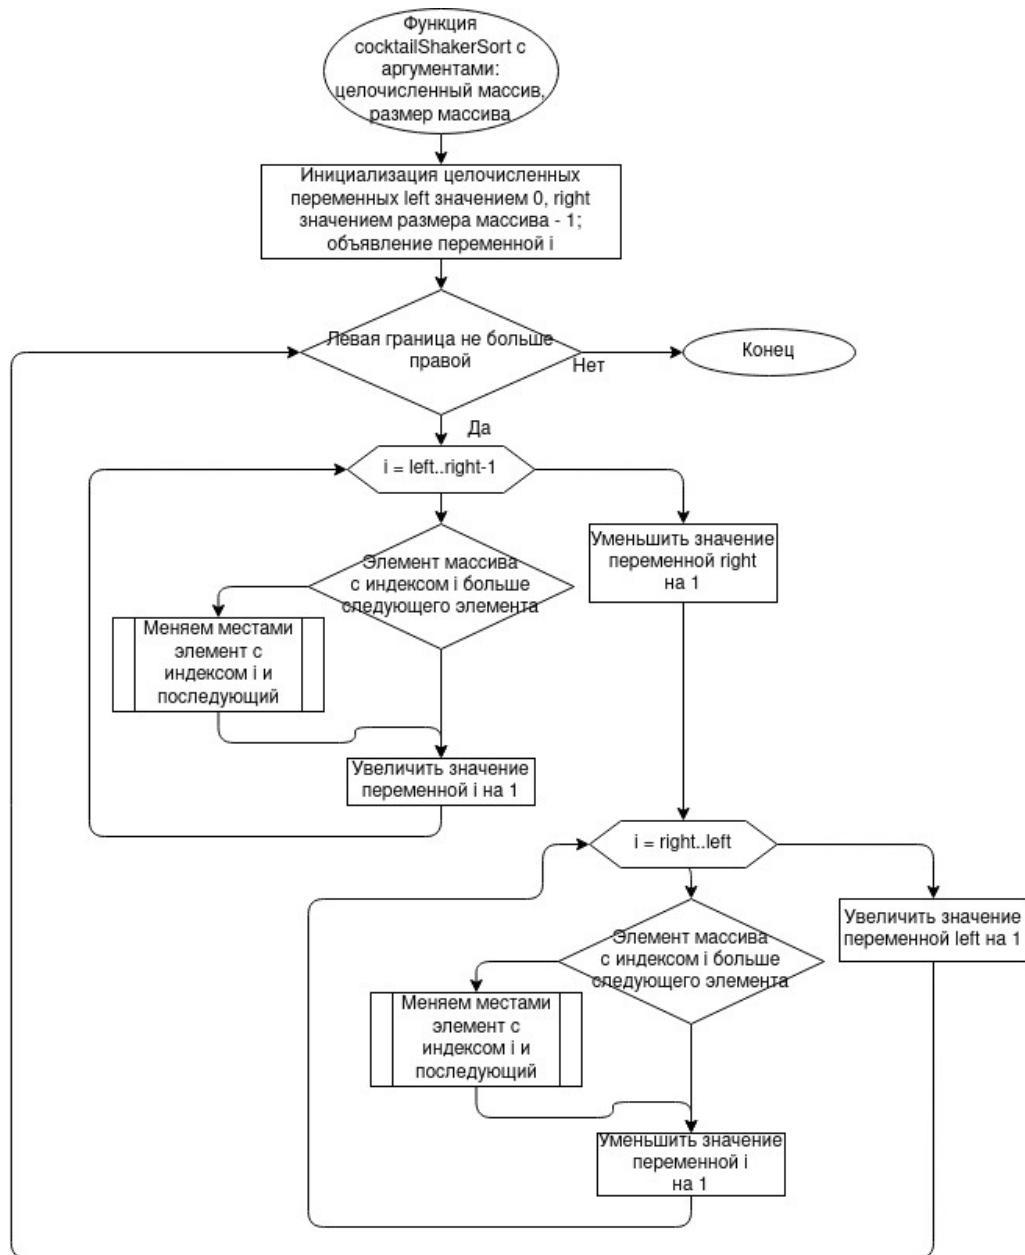 Функция
cocktailShakerSort с
аргументами:
целочисленный массив,
размер массива
Инициализация целочисленных
переменных left значением 0, right
значением размера массива - 1;
объявление переменной i
Левая граница не больше
правой
Нет
Конец
Да
i = left..right-1
Элемент массива
с индексом i больше
следующего элемента
Уменьшить значение
переменной right
на 1
Меняем местами
элемент с
индексом i и
последующий
Увеличить значение
переменной i на 1
i = right..left
Элемент массива
с индексом i больше
следующего элемента
Увеличить значение
переменной left на 1
Меняем местами
элемент с
индексом i и
последующий
Уменьшить значение
переменной i
на 1